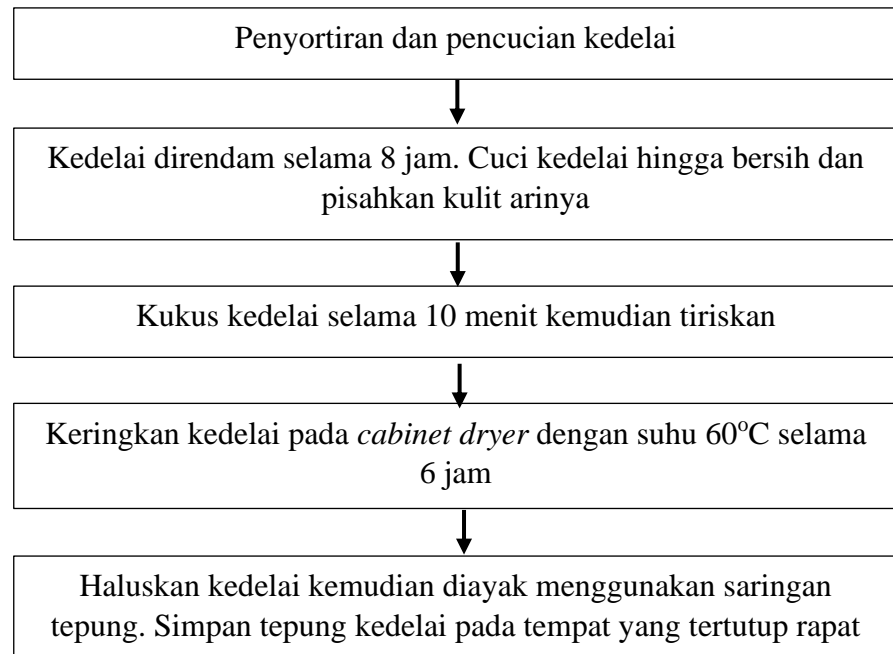 Penyortiran dan pencucian kedelai
Kedelai direndam selama 8 jam. Cuci kedelai hingga bersih dan
pisahkan kulit arinya
Kukus kedelai selama 10 menit kemudian tiriskan
Keringkan kedelai pada cabinet dryer dengan suhu 60°C selama
6 jam
Haluskan kedelai kemudian diayak menggunakan saringan
tepung. Simpan tepung kedelai pada tempat yang tertutup rapat